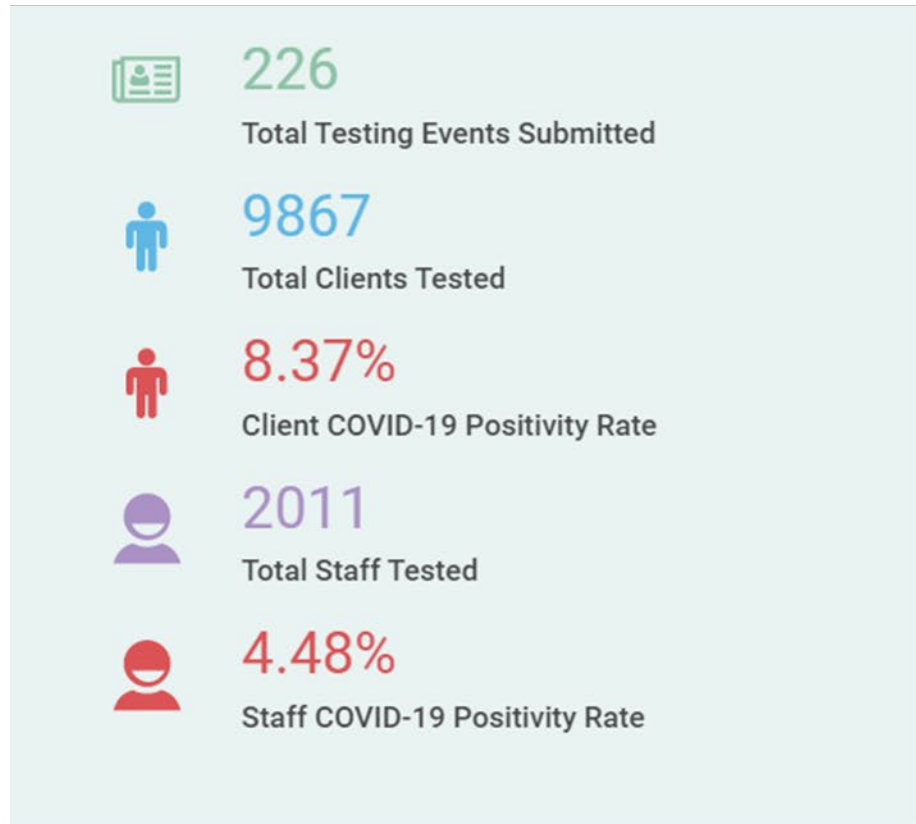 226
Total Testing Events Submitted
9867
Total Clients Tested
8.37%
Client COVID-19 Positivity Rate
2011
Total Staff Tested
4.48%
Staff COVID-19 Positivity Rate